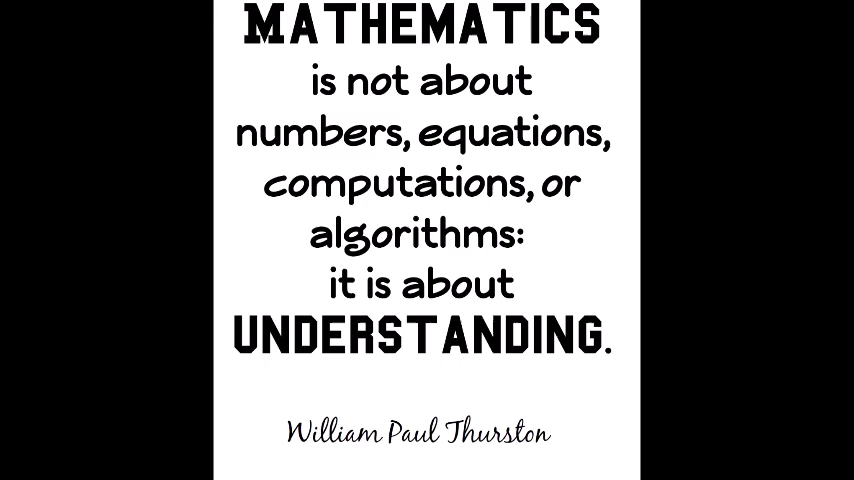 MATHEMATICS
is not about
numbers, equations,
computations, or
algorithms:
it is about
UNDERSTANDING.
William Paul Thurston